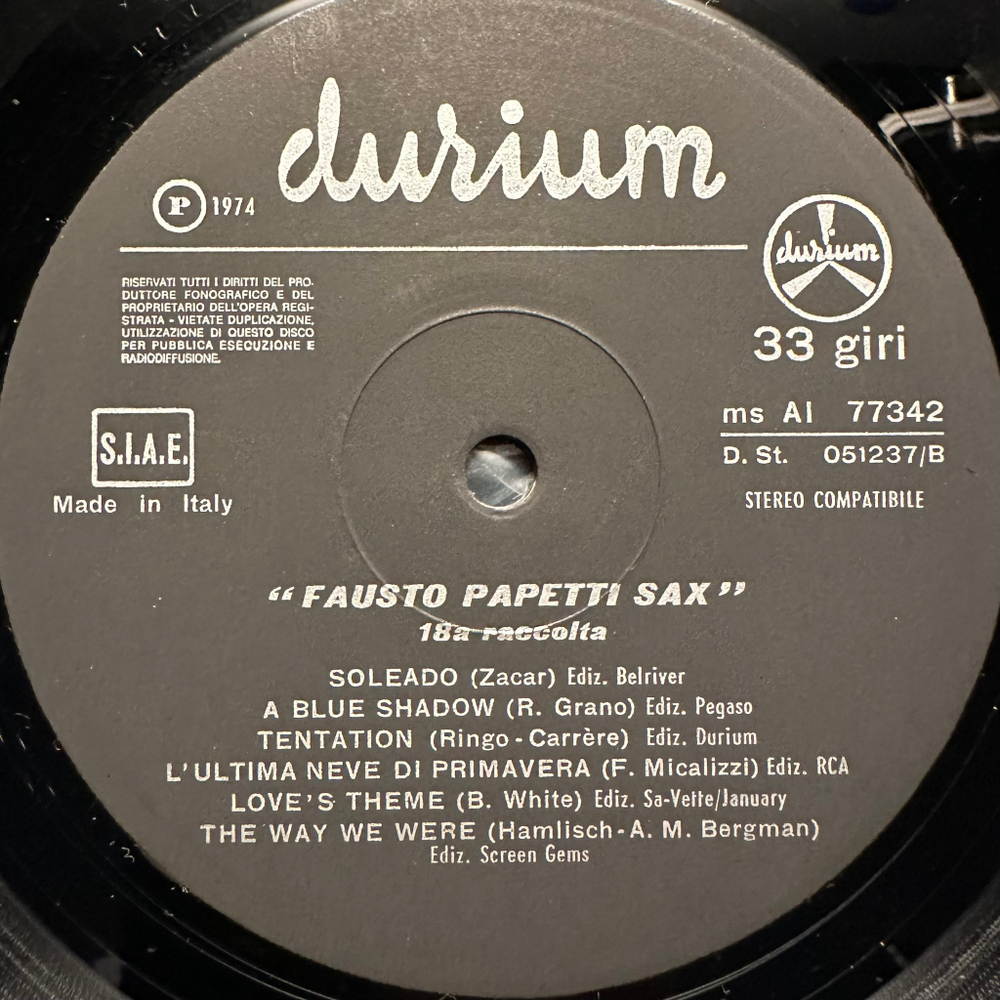 durium
P 1974
durium
RISERVATI TUTTI I DIRITTI DEL PRO-
DUTTORE FONOGRAFICO E DEL
PROPRIETARIO DELL'OPERA REGI-
STRATA - VIETATE DUPLICAZIONE,
UTILIZZAZIONE DI QUESTO DISCO
PER PUBBLICA ESECUZIONE E
RADIODIFFUSIONE.
33 giri
S.I.A.E.
Made in Italy
ms AI 77342
D. St. 051237/B
STEREO COMPATIBILE
“FAUSTO PAPETTI SAX”
18a raccolta
SOLEADO (Zacar) Ediz. Belriver
A BLUE SHADOW (R. Grano) Ediz. Pegaso
TENTATION (Ringo-Carrère) Ediz. Durium
L'ULTIMA NEVE DI PRIMAVERA (F. Micalizzi) Ediz. RCA
LOVE'S THEME (B. White) Ediz. Sa-Vette/January
THE WAY WE WERE (Hamlisch-A. M. Bergman)
Ediz. Screen Gems